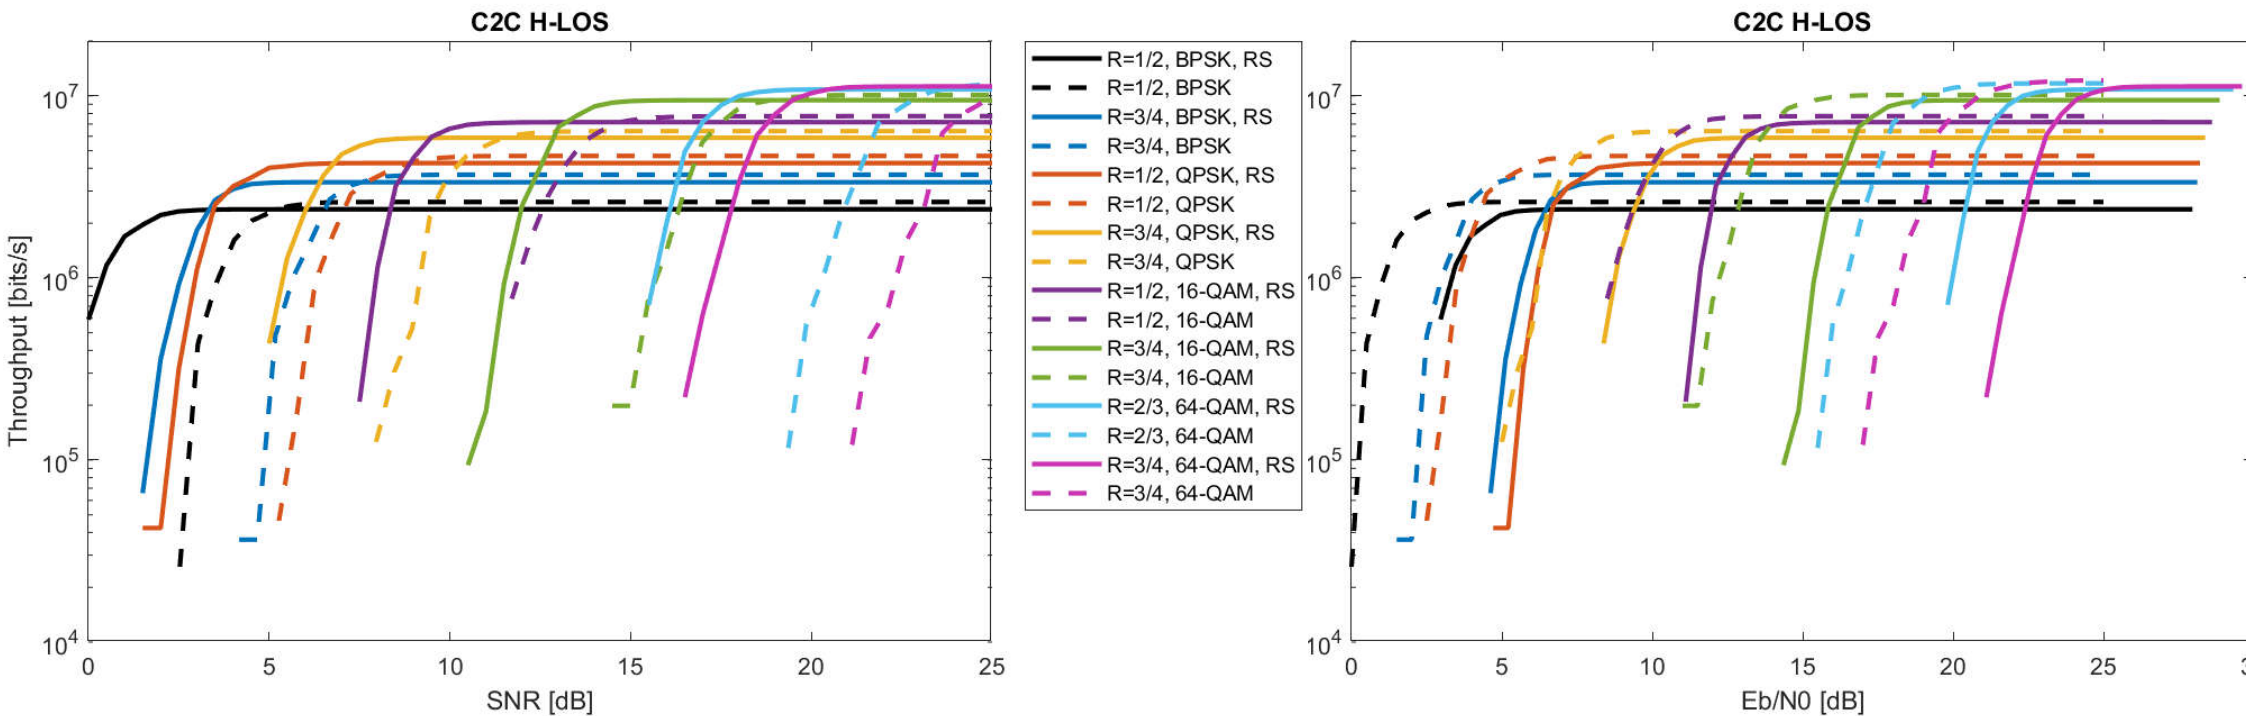 C2C H-LOS
Throughput [bits/s]
10^7
10^6
10^5
10^4
0 5 10 15 20 25
SNR [dB]
R=1/2, BPSK, RS
R=1/2, BPSK
R=3/4, BPSK, RS
R=3/4, BPSK
R=1/2, QPSK, RS
R=1/2, QPSK
R=3/4, QPSK, RS
R=3/4, QPSK
R=1/2, 16-QAM, RS
R=1/2, 16-QAM
R=3/4, 16-QAM, RS
R=3/4, 16-QAM
R=2/3, 64-QAM, RS
R=2/3, 64-QAM
R=3/4, 64-QAM, RS
R=3/4, 64-QAM
C2C H-LOS
10^7
10^6
10^5
10^4
0 5 10 15 20 25
Eb/N0 [dB]